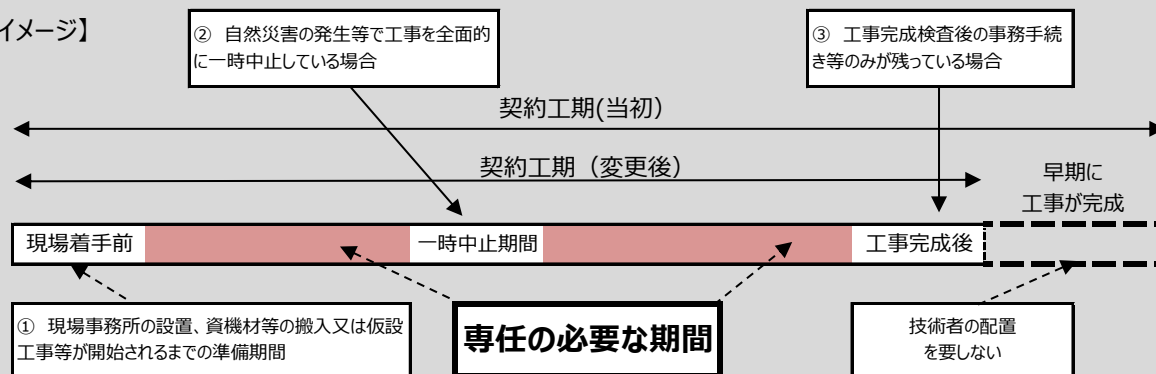 イメージ】
② 自然災害の発生等で工事を全面的
に一時中止している場合
③ 工事完成検査後の事務手続
き等のみが残っている場合
契約工期(当初）
契約工期（変更後）
早期に
工事が完成
現場着手前
一時中止期間
工事完成後
① 現場事務所の設置、資機材等の搬入又は仮設
工事等が開始されるまでの準備期間
専任の必要な期間
技術者の配置
を要しない